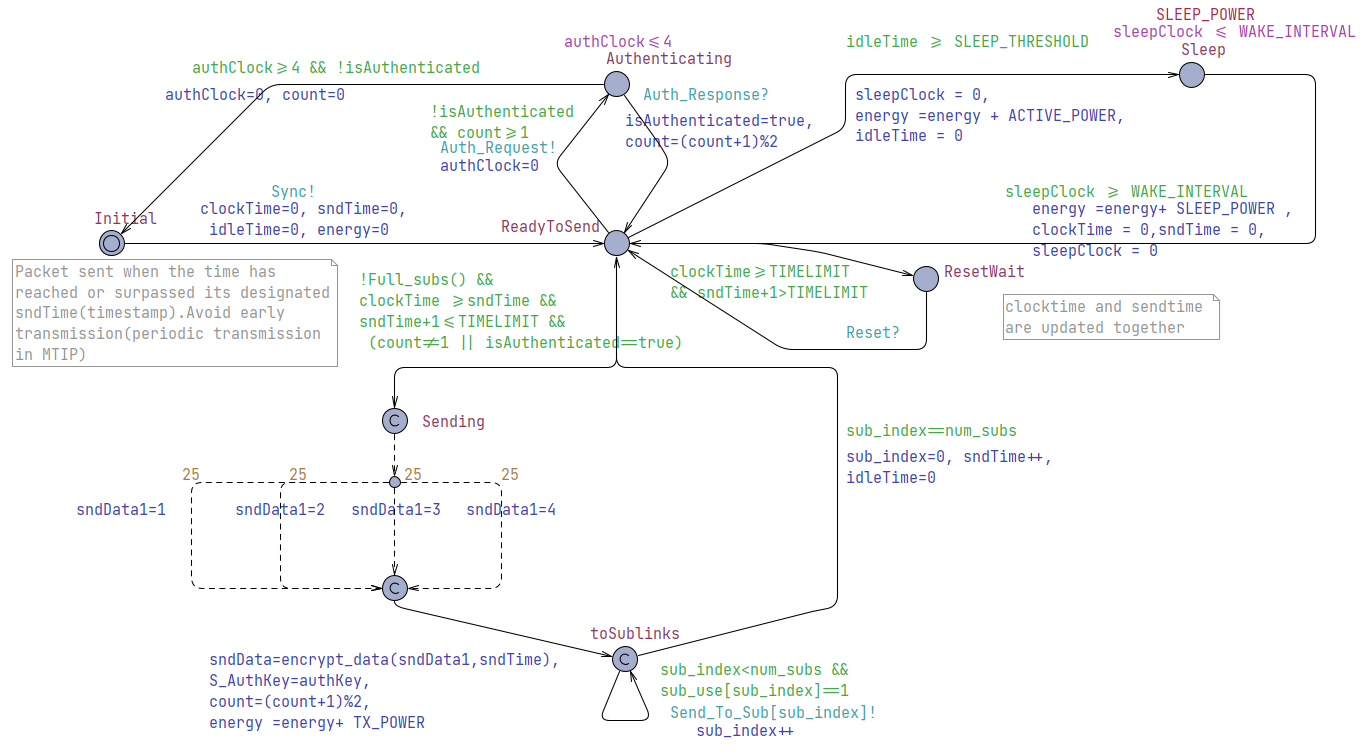 SLEEP_POWER
sleepClock ≤ WAKE_INTERVAL
Sleep
authClock≤4
Authenticating
idleTime ≥ SLEEP_THRESHOLD
authClock≥4 && !isAuthenticated
authClock=0, count=0
!isAuthenticated
&& count≥1
Auth_Request!
authClock=0
Auth_Response?
isAuthenticated=true,
count=(count+1)%2
sleepClock = 0,
energy =energy + ACTIVE_POWER,
idleTime = 0
Sync!
clockTime=0, sndTime=0,
idleTime=0, energy=0
Initial
ReadyToSend
sleepClock ≥ WAKE_INTERVAL
energy =energy+ SLEEP_POWER ,
clockTime = 0,sndTime = 0,
sleepClock = 0
Packet sent when the time has
reached or surpassed its designated
sndTime(timestamp).Avoid early
transmission(periodic transmission
in MTIP)
!Full_subs() &&
clockTime ≥sndTime &&
sndTime+1≤TIMELIMIT &&
(count≠1 || isAuthenticated==true)
clockTime≥TIMELIMIT
&& sndTime+1>TIMELIMIT
ResetWait
Reset?
clocktime and sendtime
are updated together
C
Sending
sub_index==num_subs
sub_index=0, sndTime++,
idleTime=0
25
25
25
25
sndData1=1
sndData1=2
sndData1=3
sndData1=4
C
toSublinks
C
sndData=encrypt_data(sndData1,sndTime),
S_AuthKey=authKey,
count=(count+1)%2,
energy =energy+ TX_POWER
sub_index<num_subs &&
sub_use[sub_index]==1
Send_To_Sub[sub_index]!
sub_index++